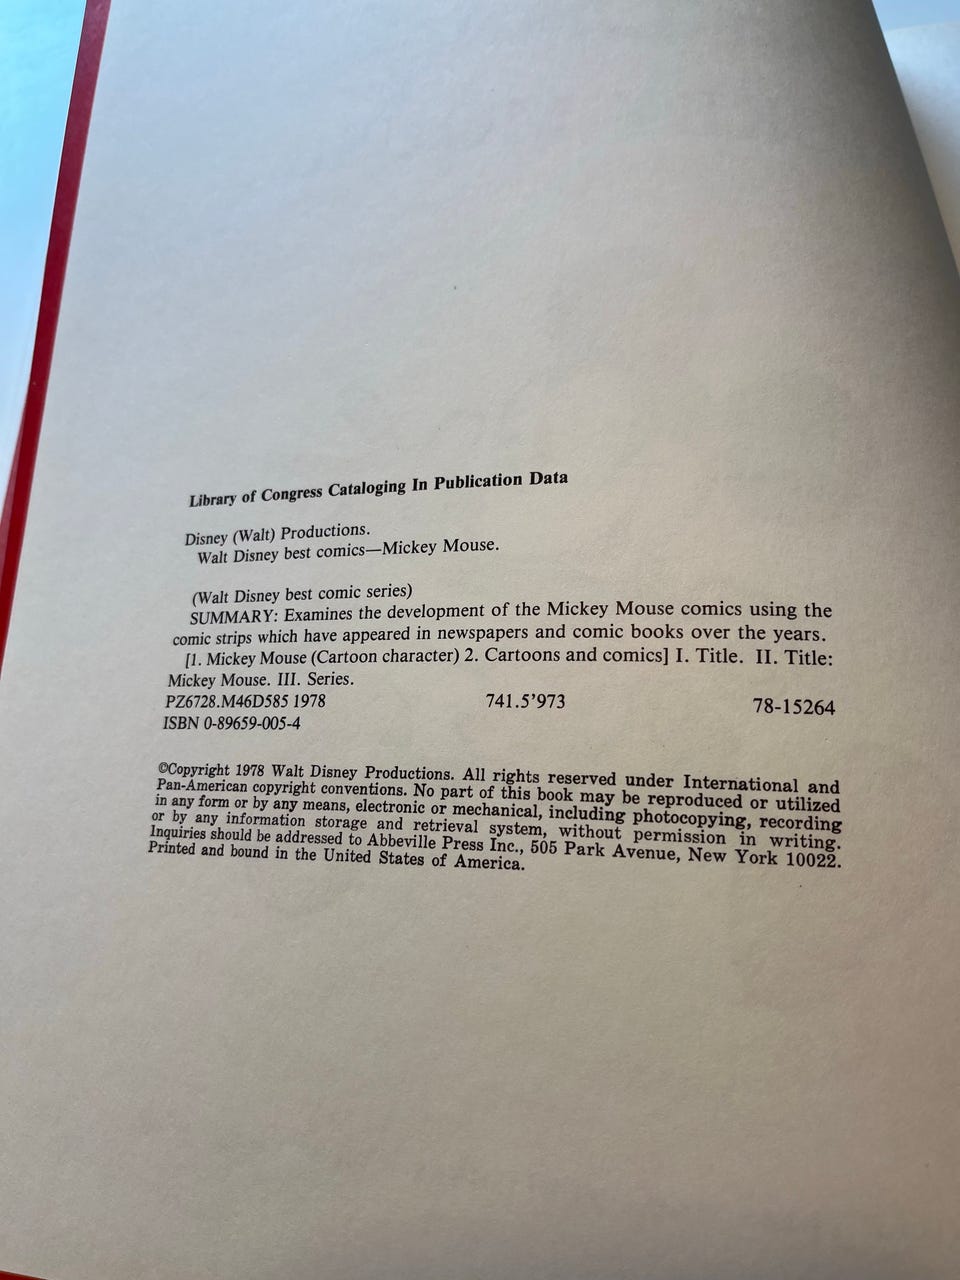 Library of Congress Cataloging In Publication Data
Disney (Walt) Productions.
Walt Disney best comics—Mickey Mouse.
(Walt Disney best comic series)
SUMMARY: Examines the development of the Mickey Mouse comics using the
comic strips which have appeared in newspapers and comic books over the years.
[1. Mickey Mouse (Cartoon character) 2. Cartoons and comics] I. Title. II. Title:
Mickey Mouse. III. Series.
PZ6728.M46D585 1978 741.5'973 78-15264
ISBN 0-89659-005-4
©Copyright 1978 Walt Disney Productions. All rights reserved under International and
Pan-American copyright conventions. No part of this book may be reproduced or utilized
in any form or by any means, electronic or mechanical, including photocopying, recording
or by any information storage and retrieval system, without permission in writing.
Inquiries should be addressed to Abbeville Press Inc., 505 Park Avenue, New York 10022.
Printed and bound in the United States of America.